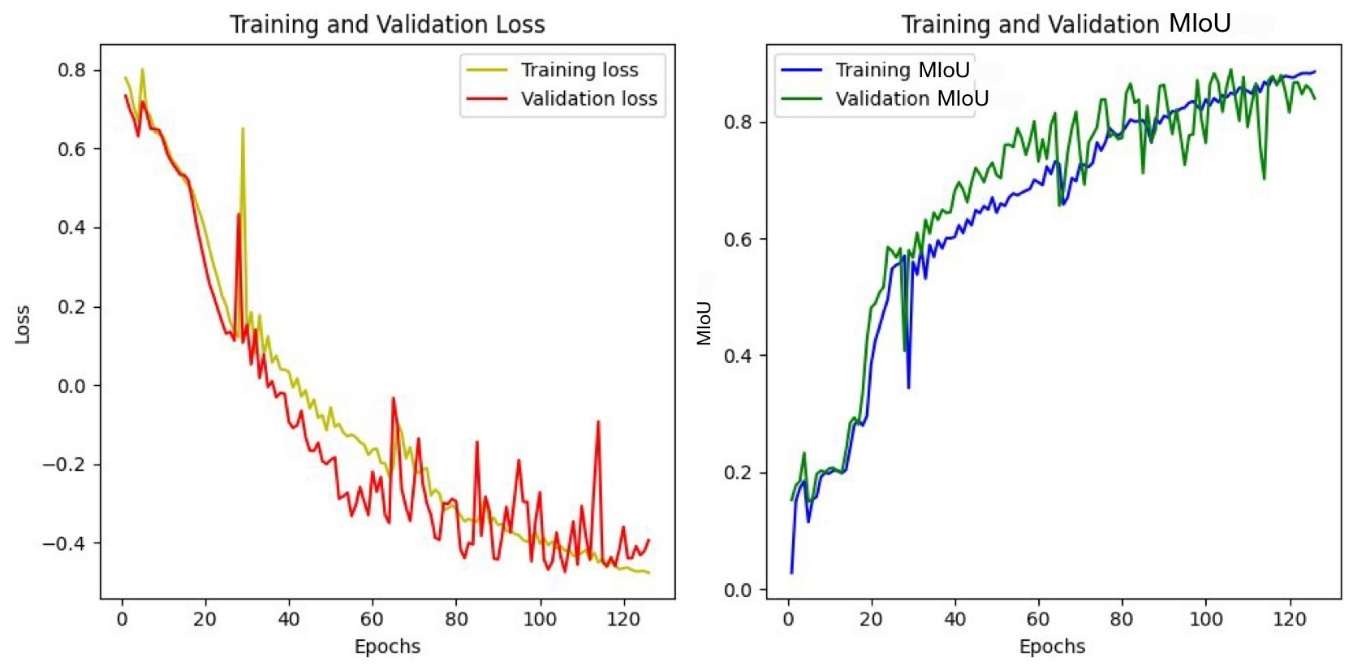 Training and Validation Loss
Training loss
Validation loss
0.8
0.6
0.4
0.2
0.0
−0.2
−0.4
Loss
0
20
40
60
80
100
120
Epochs
Training and Validation MIoU
Training MIoU
Validation MIoU
0.8
0.6
0.4
0.2
0.0
MIoU
0
20
40
60
80
100
120
Epochs